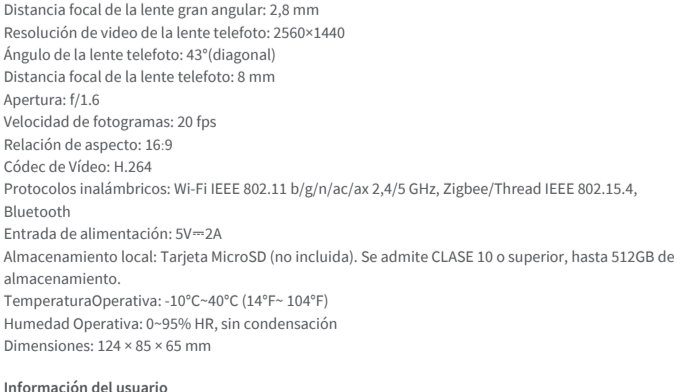 Distancia focal de la lente gran angular: 2,8 mm
Resolución de video de la lente telefoto: 2560×1440
Ángulo de la lente telefoto: 43°(diagonal)
Distancia focal de la lente telefoto: 8 mm
Apertura: f/1.6
Velocidad de fotogramas: 20 fps
Relación de aspecto: 16:9
Códec de Vídeo: H.264
Protocolos inalámbricos: Wi-Fi IEEE 802.11 b/g/n/ac/ax 2,4/5 GHz, Zigbee/Thread IEEE 802.15.4,
Bluetooth
Entrada de alimentación: 5V⎓2A
Almacenamiento local: Tarjeta MicroSD (no incluida). Se admite CLASE 10 o superior, hasta 512GB de
almacenamiento.
TemperaturaOperativa: -10°C~40°C (14°F~ 104°F)
Humedad Operativa: 0~95% HR, sin condensación
Dimensiones: 124 × 85 × 65 mm
Información del usuario